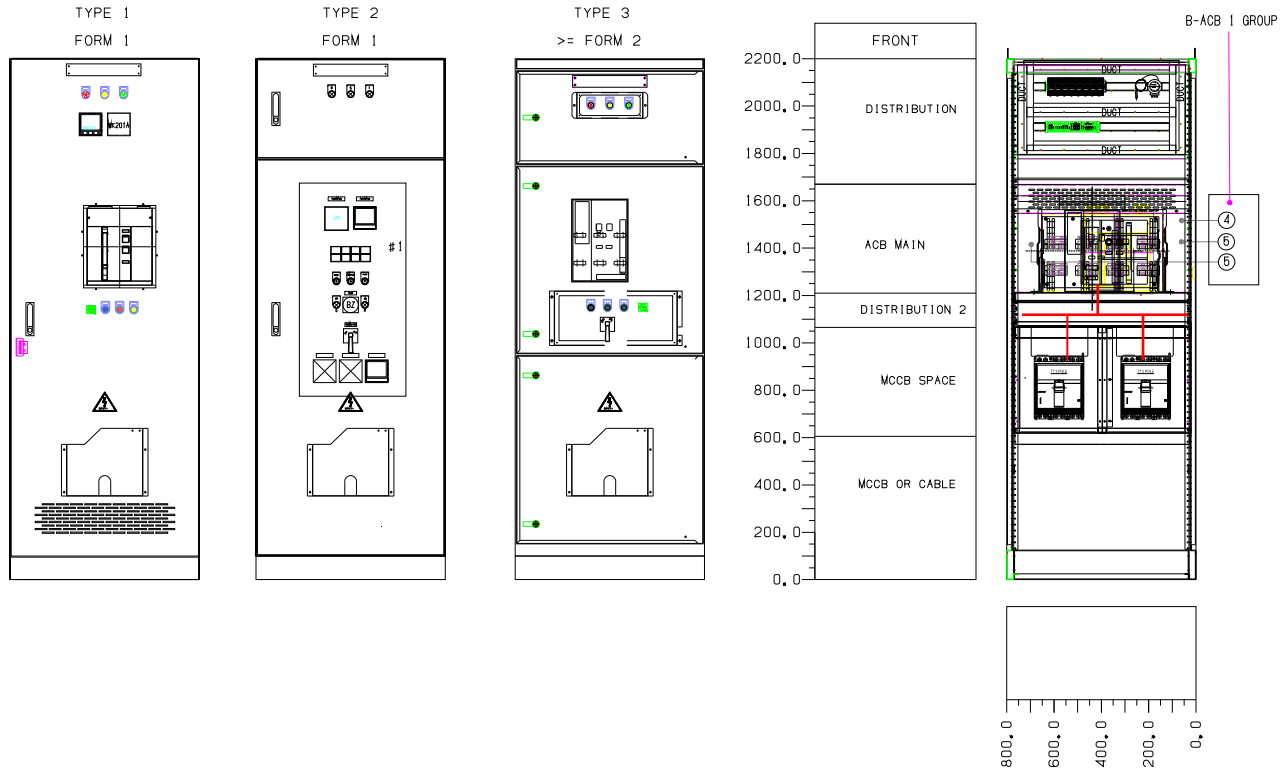 TYPE 1
FORM 1
TYPE 2
FORM 1
TYPE 3
>= FORM 2
FRONT
B-ACB 1 GROUP
2200.0
2000.0
1800.0
1600.0
1400.0
1200.0
1000.0
800.0
600.0
400.0
200.0
0.0
DISTRIBUTION
ACB MAIN
DISTRIBUTION 2
MCCB SPACE
MCCB OR CABLE
DUCT
DUCT
DUCT
DUCT
DUCT
#1
BZ
4
6
5
800.0
600.0
400.0
200.0
0.0